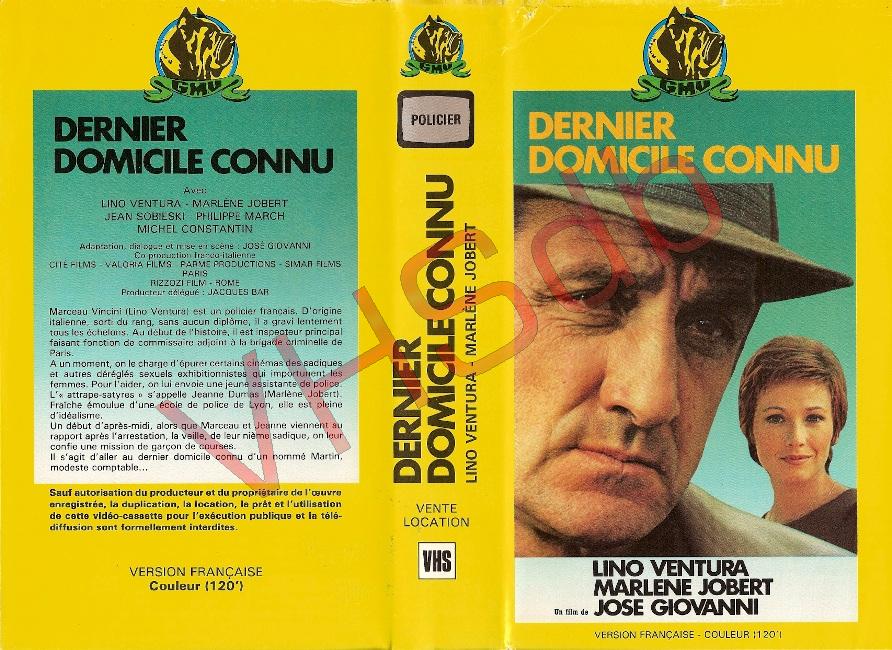 GMV
DERNIER
DOMICILE CONNU
Avec
LINO VENTURA - MARLÈNE JOBERT
JEAN SOBIESKI - PHILIPPE MARCH
MICHEL CONSTANTIN
Adaptation, dialogue et mise en scène : JOSÉ GIOVANNI
Co-production franco-italienne
CITÉ FILMS - VALORIA FILMS - PARME PRODUCTIONS - SIMAR FILMS
PARIS
RIZZOZI FILM - ROME
Producteur délégué : JACQUES BAR
Marceau Vincini (Lino Ventura) est un policier français. D'origine
italienne, sorti du rang, sans aucun diplôme, il a gravi lentement
tous les échelons. Au début de l'histoire, il est inspecteur principal
faisant fonction de commissaire adjoint à la brigade criminelle de
Paris.
A un moment, on le charge d'épurer certains cinémas des sadiques
et autres déréglés sexuels exhibitionnistes qui importunent les
femmes. Pour l'aider, on lui envoie une jeune assistante de police.
L'« attrape-satyres » s'appelle Jeanne Dumas (Marlène Jobert).
Fraîche émoulue d'une école de police de Lyon, elle est pleine
d'idéalisme.
Un début d'après-midi, alors que Marceau et Jeanne viennent au
rapport après l'arrestation, la veille, de leur nième sadique, on leur
confie une mission de garçon de courses.
Il s'agit d'aller au dernier domicile connu d'un nommé Martin,
modeste comptable...
Sauf autorisation du producteur et du propriétaire de l'œuvre
enregistrée, la duplication, la location, le prêt et l'utilisation
de cette vidéo-cassette pour l'exécution publique et la télé-
diffusion sont formellement interdites.
VERSION FRANÇAISE
Couleur (120')
GMV
POLICIER
DERNIER
DOMICILE CONNU
LINO VENTURA - MARLÈNE JOBERT
VENTE
LOCATION
VHS
GMV
DERNIER
DOMICILE CONNU
LINO VENTURA
MARLENE JOBERT
Un film de JOSE GIOVANNI
VERSION FRANÇAISE - COULEUR (120')
VHSdb